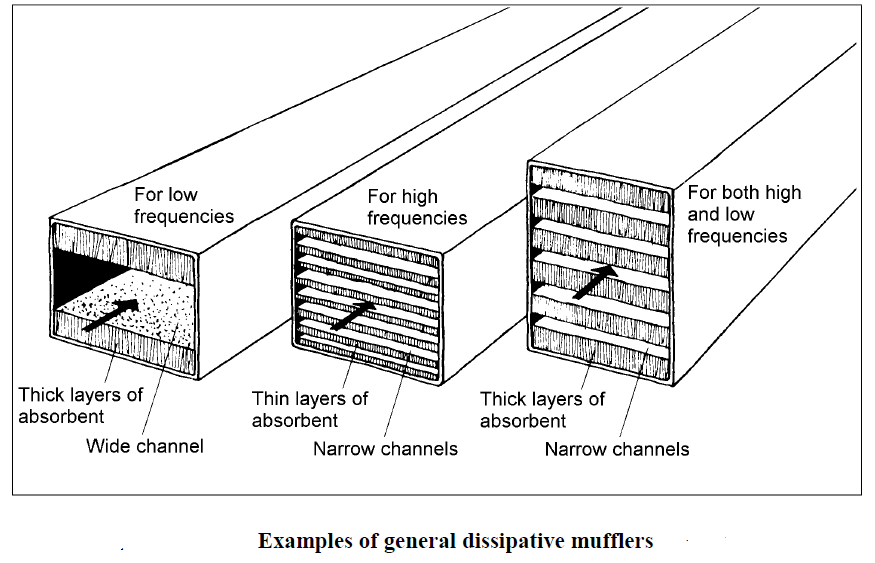 For low
frequencies
For high
frequencies
For both high
and low
frequencies
Thick layers of
absorbent
Wide channel
Thin layers of
absorbent
Narrow channels
Thick layers of
absorbent
Narrow channels
Examples of general dissipative mufflers